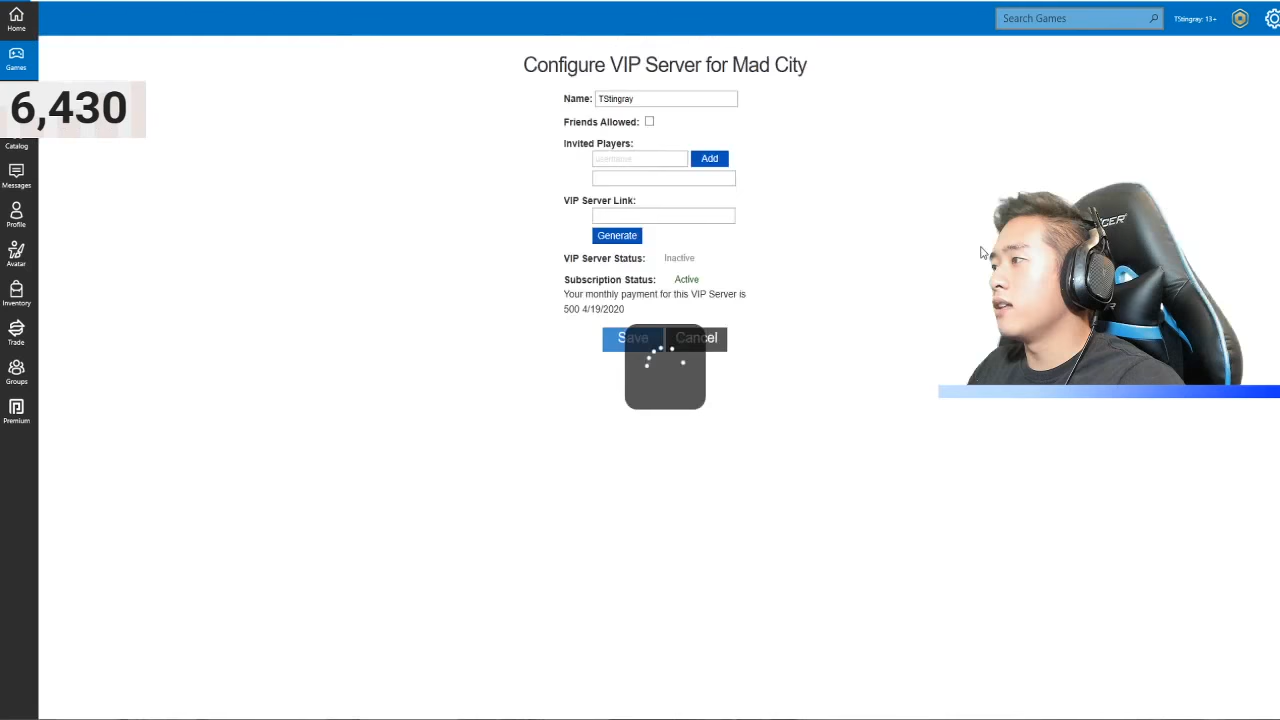 Search Games
TStingray: 13+
Home
Games
6,430
Catalog
Messages
Profile
Avatar
Inventory
Trade
Groups
Premium
Configure VIP Server for Mad City
Name: TStingray
Friends Allowed:
Invited Players:
username Add
VIP Server Link:
Generate
VIP Server Status: Inactive
Subscription Status: Active
Your monthly payment for this VIP Server is
500 4/19/2020
Save Cancel